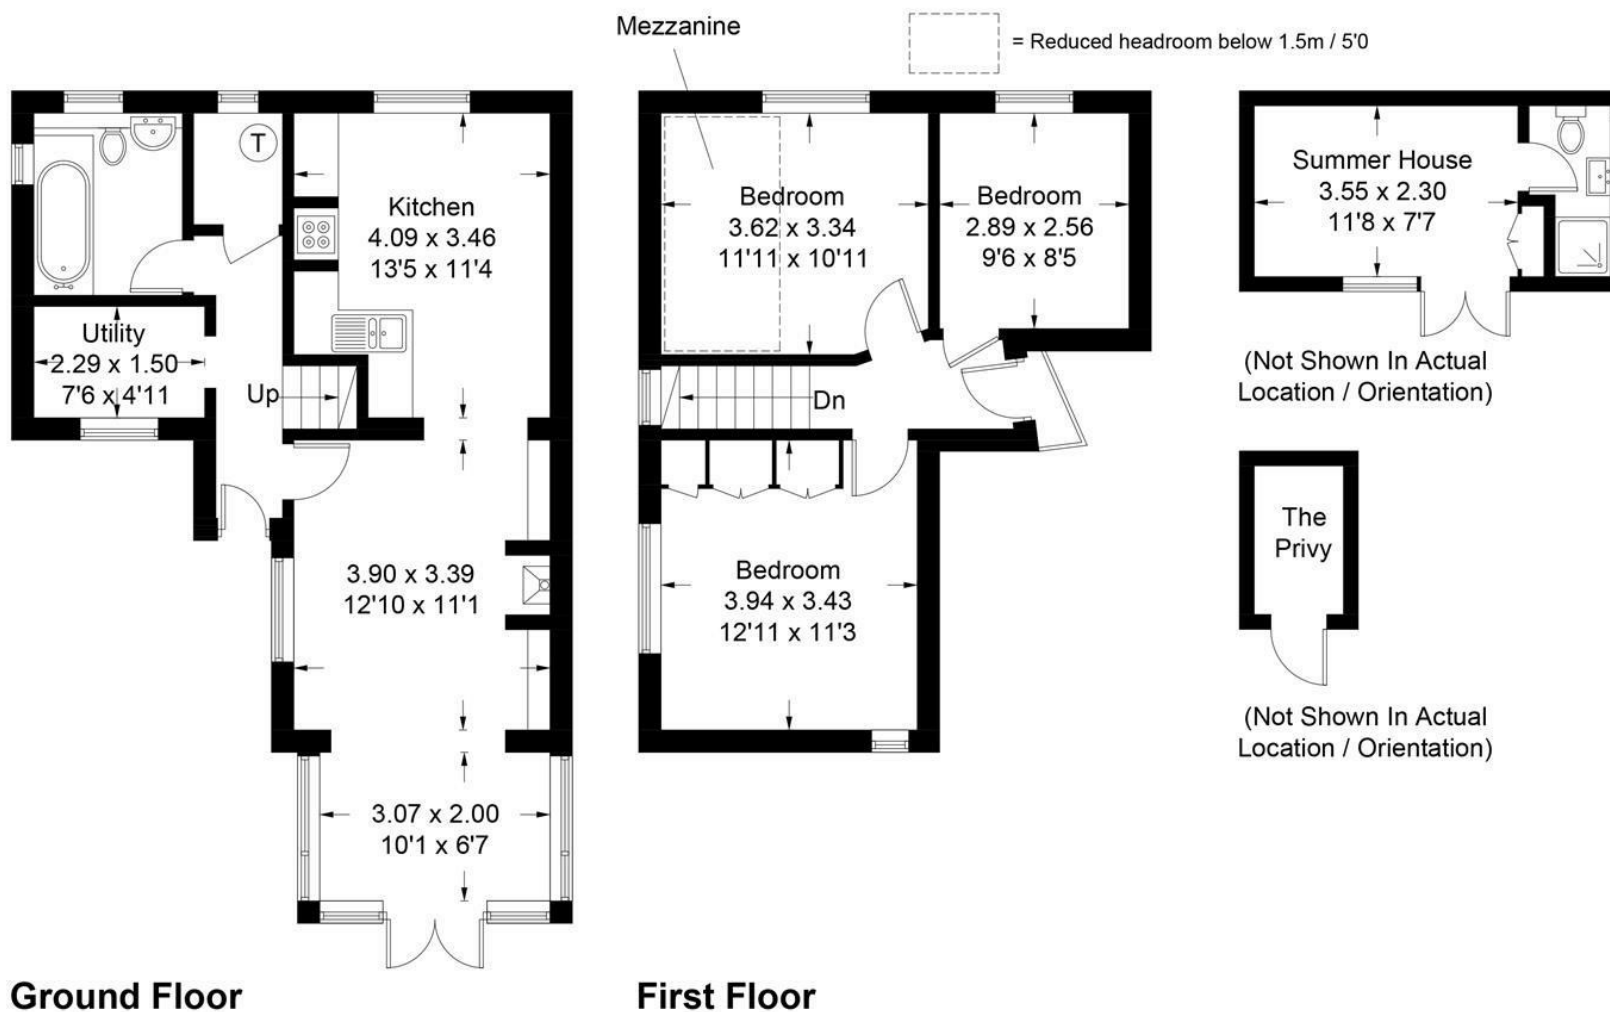 Mezzanine
= Reduced headroom below 1.5m / 5'0
T
Kitchen
4.09 x 3.46
13'5 x 11'4
Utility
2.29 x 1.50
7'6 x 4'11
Up
3.90 x 3.39
12'10 x 11'1
3.07 x 2.00
10'1 x 6'7
Ground Floor
Bedroom
3.62 x 3.34
11'11 x 10'11
Bedroom
2.89 x 2.56
9'6 x 8'5
Dn
Bedroom
3.94 x 3.43
12'11 x 11'3
First Floor
Summer House
3.55 x 2.30
11'8 x 7'7
(Not Shown In Actual
Location / Orientation)
The
Privy
(Not Shown In Actual
Location / Orientation)